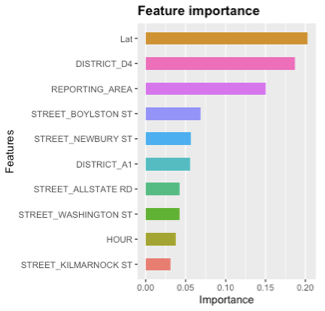 Feature importance
Lat
DISTRICT_D4
REPORTING_AREA
STREET_BOYLSTON ST
STREET_NEWBURY ST
DISTRICT_A1
STREET_ALLSTATE RD
STREET_WASHINGTON ST
HOUR
STREET_KILMARNOCK ST
Features
0.00 0.05 0.10 0.15 0.20
Importance